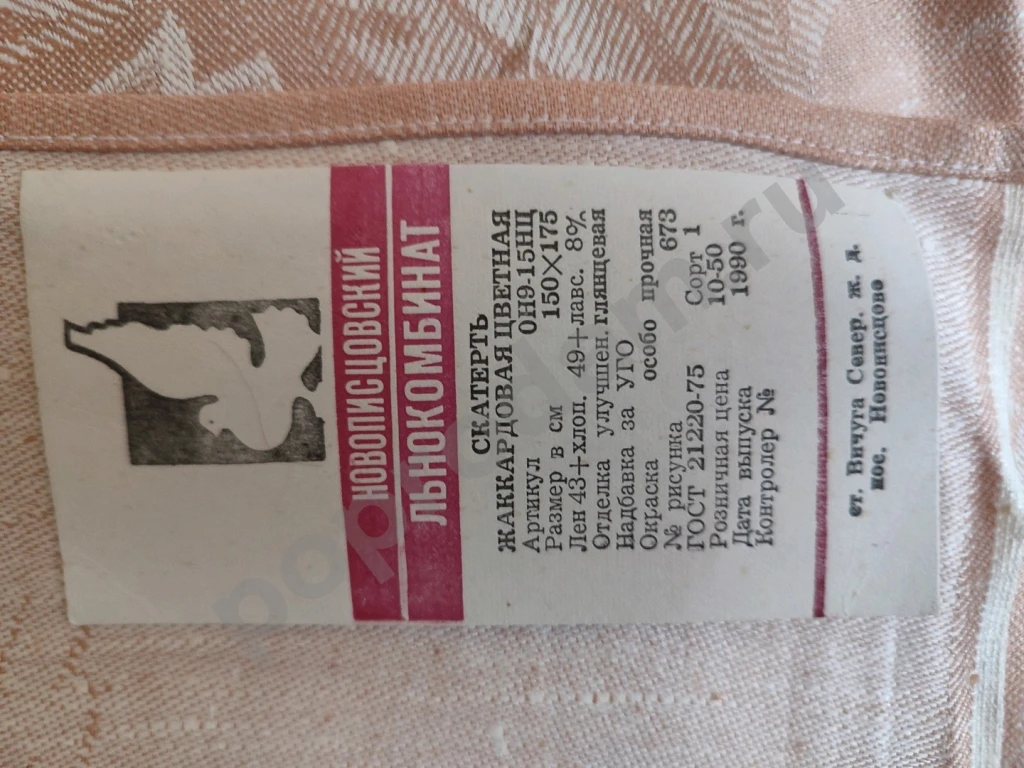 НОВОПИСЦОВСКИЙ
ЛЬНОКОМБИНАТ
СКАТЕРТЬ
ЖАККАРДОВАЯ ЦВЕТНАЯ
Артикул 0Н9-15НЦ
Размер в см 150×175
Лен 43+хлоп. 49+лавс. 8%
Отделка улучшен. глянцевая
Надбавка за УГО
Окуаска особо прочная
№ рисунка 673
ГОСТ 21220-75 Сорт 1
Розничная цена 10-50
Дата выпуска 1990 г.
Контролер №
ст. Вичуга Север. ж. д.
пос. Новописцово